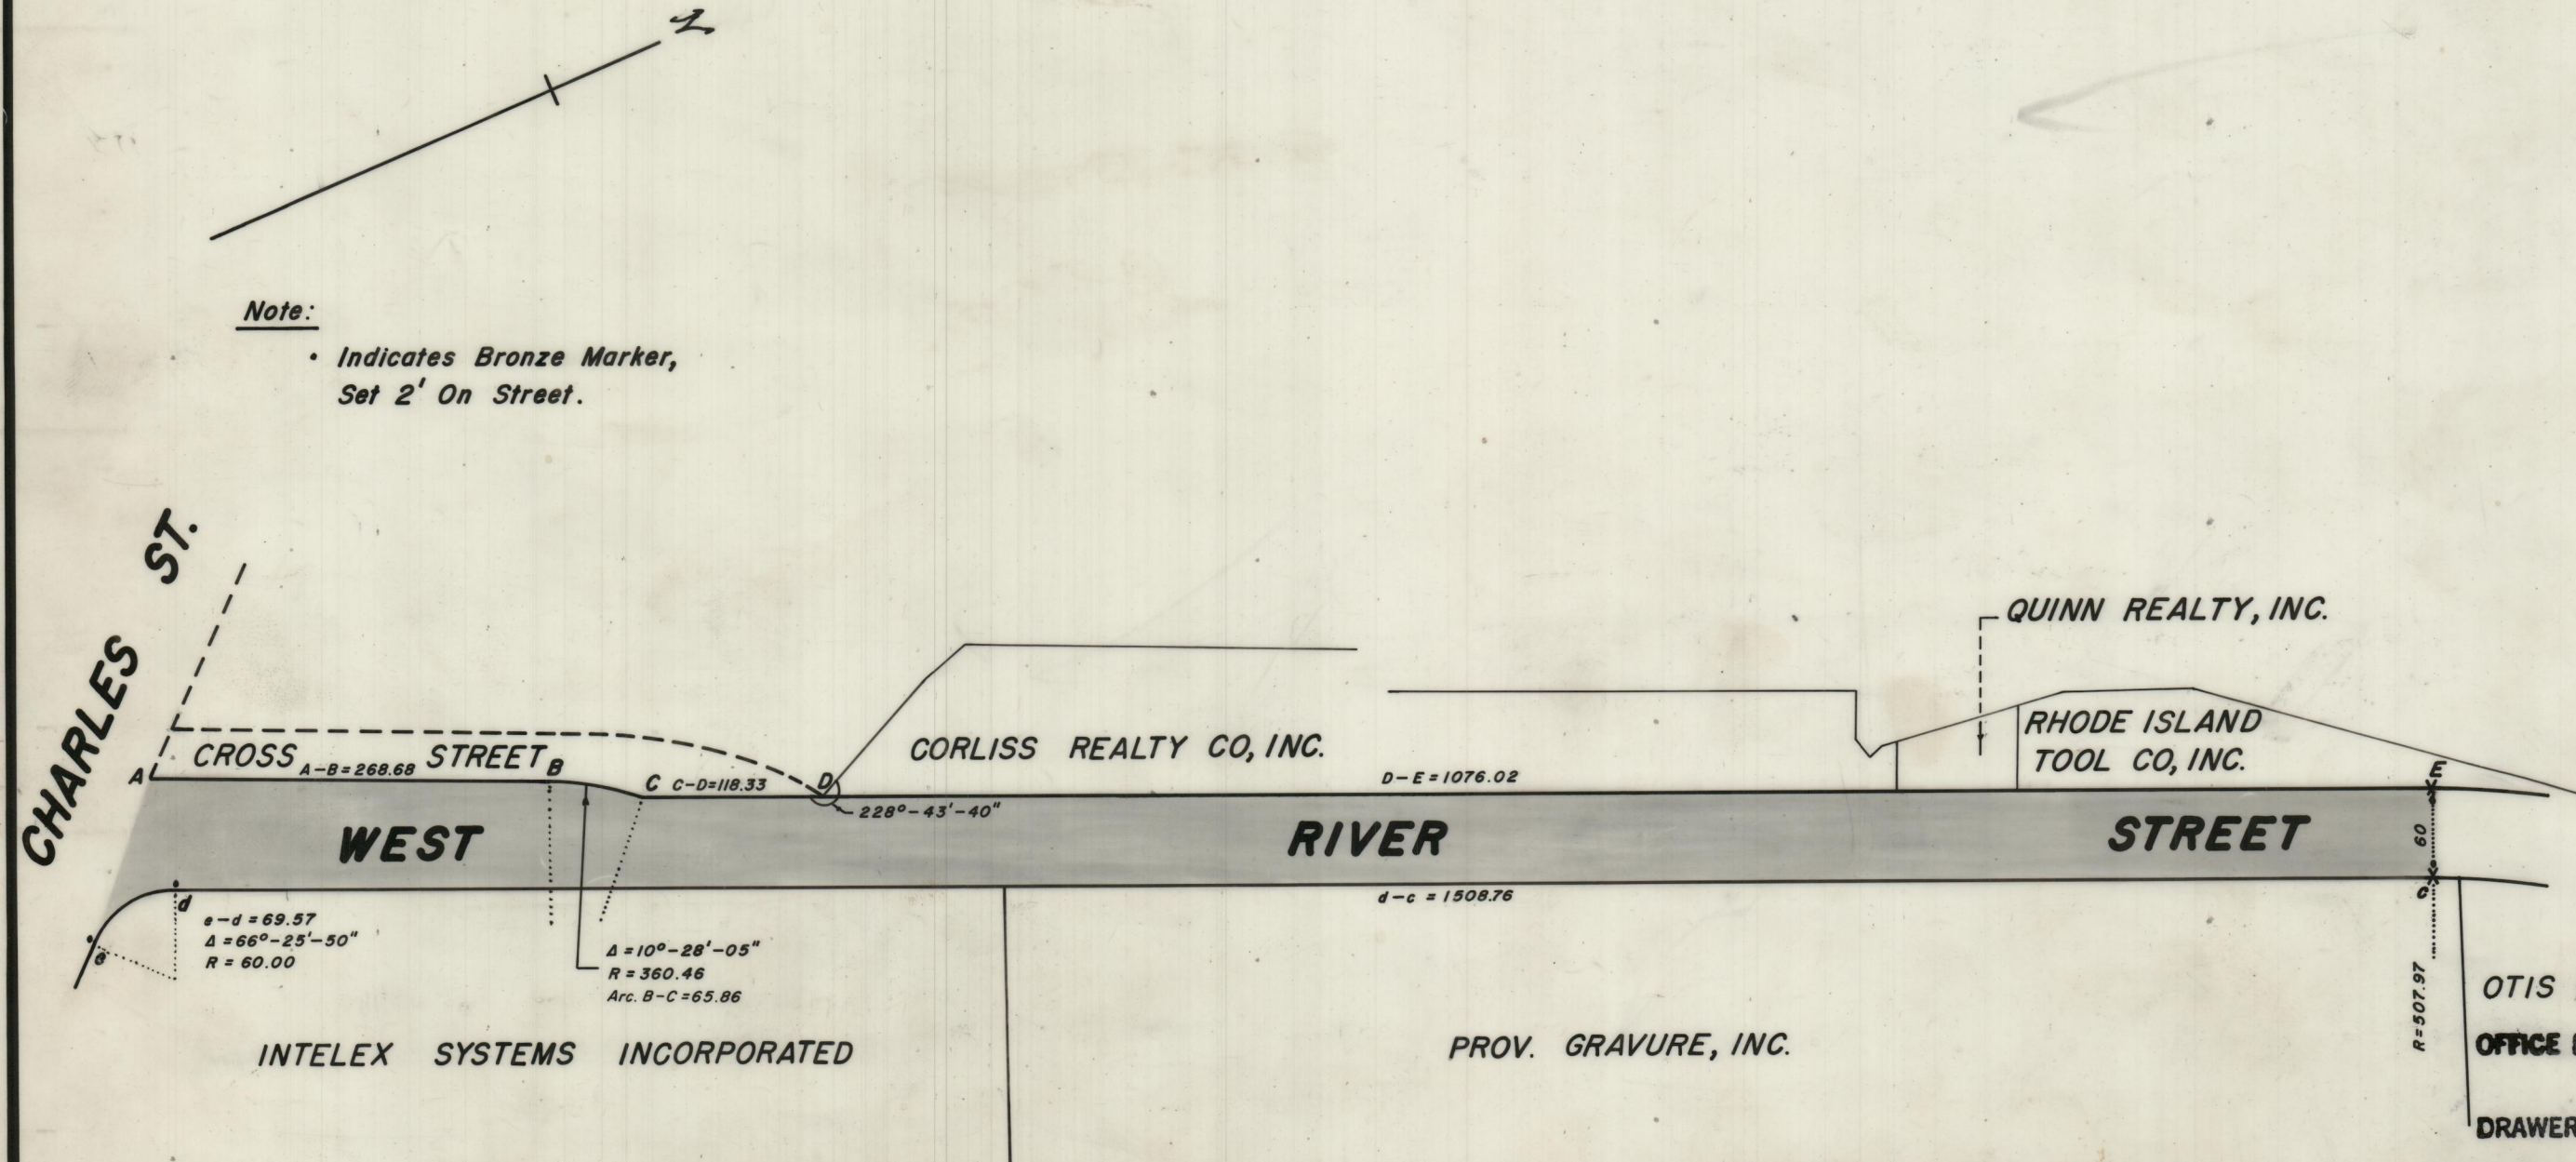 N
Note:
• Indicates Bronze Marker,
Set 2' On Street.
CHARLES ST.
QUINN REALTY, INC.
RHODE ISLAND
TOOL CO, INC.
CORLISS REALTY CO, INC.
CROSS STREET
A-B=268.68
A
B
C
C-D=118.33
D
D-E=1076.02
E
228°-43'-40"
WEST RIVER STREET
60
d
e
c
e-d=69.57
Δ=66°-25'-50"
R=60.00
d-c = 1508.76
Δ=10°-28'-05"
R=360.46
Arc. B-C=65.86
R=507.97
INTELEX SYSTEMS INCORPORATED
PROV. GRAVURE, INC.
OTIS
OFFICE
DRAWER